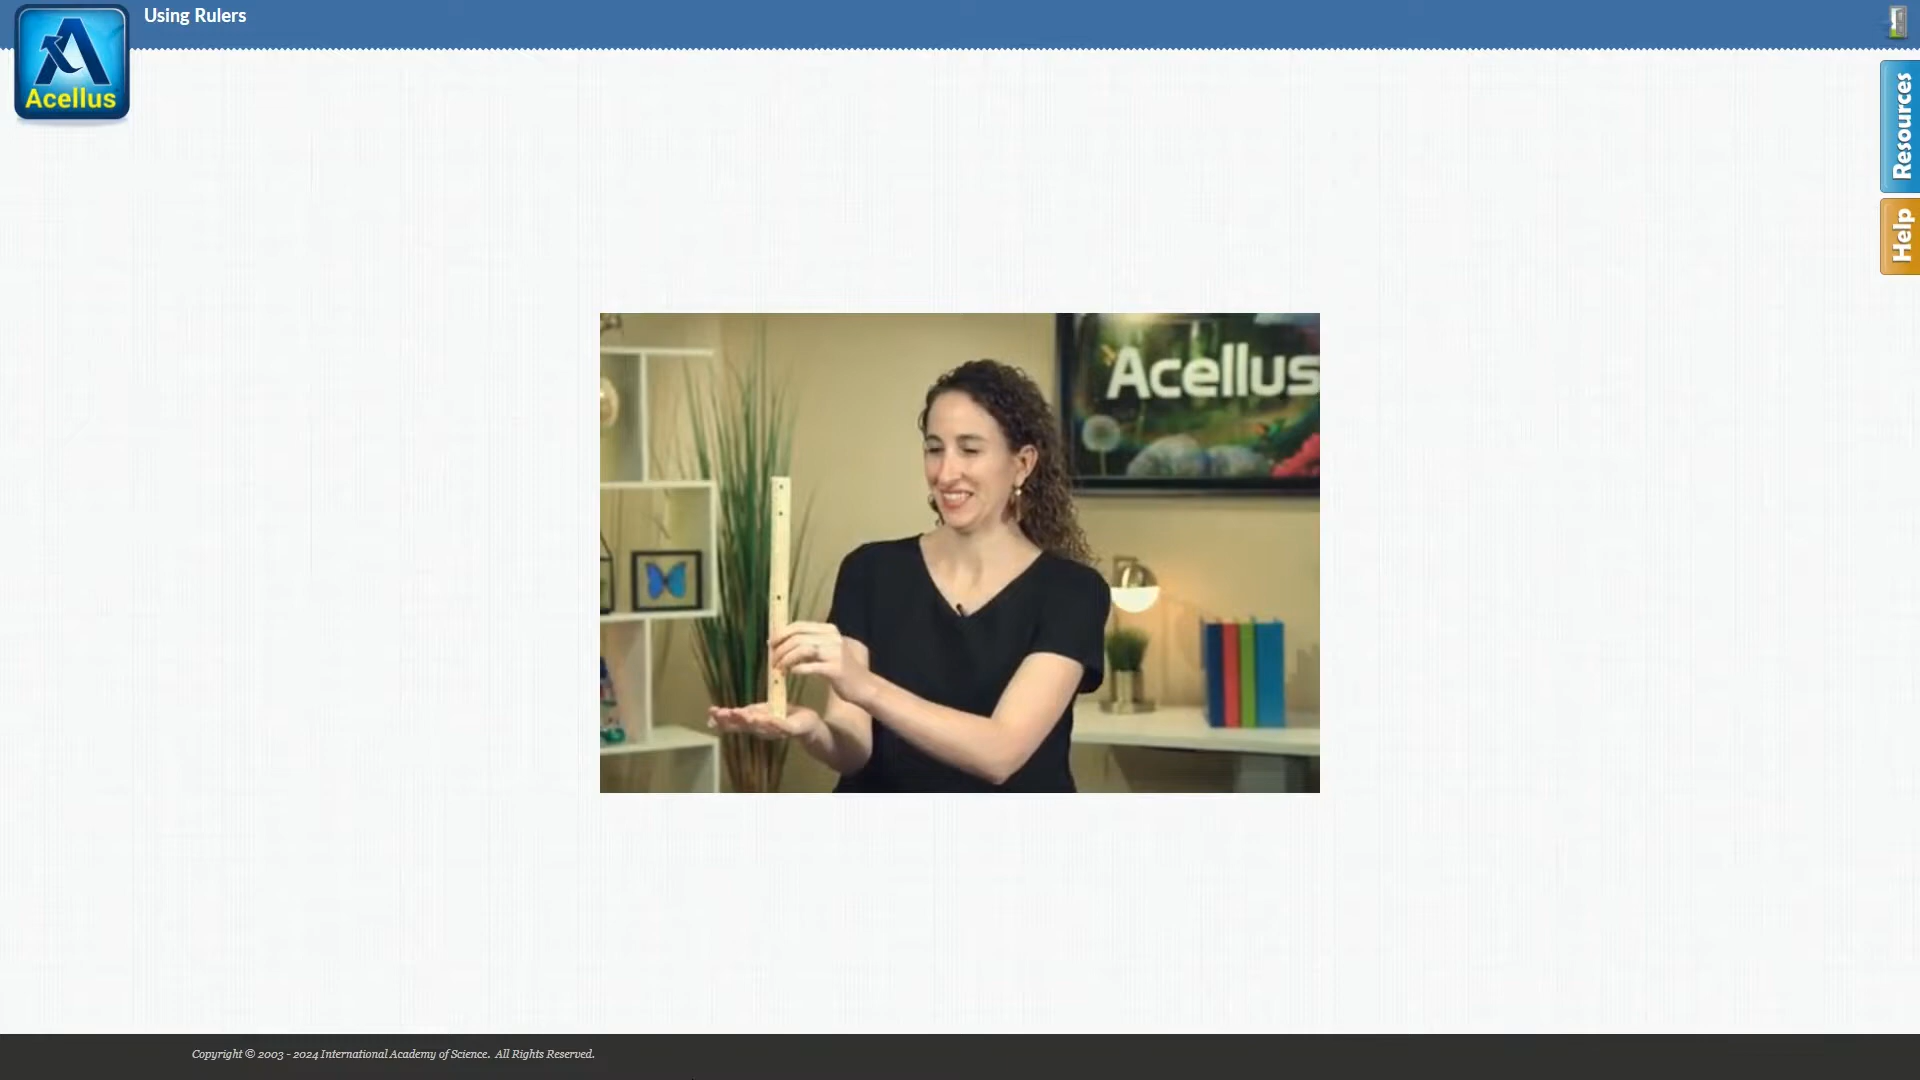 Using Rulers
Acellus
Resources
Help
Acellus
Copyright © 2003 - 2024 International Academy of Science. All Rights Reserved.